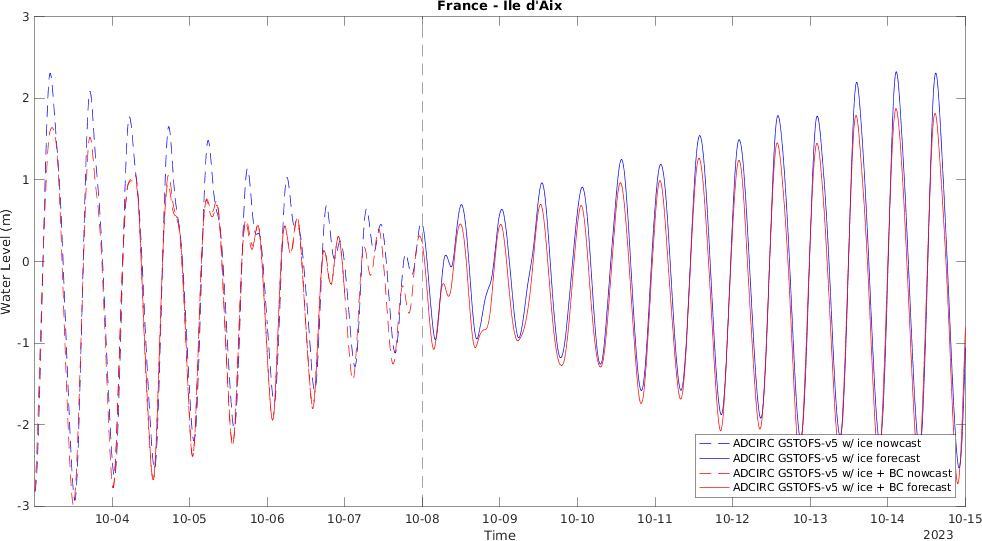 France - Ile d'Aix
Water Level (m)
3
2
1
0
-1
-2
-3
ADCIRC GSTOFS-v5 w/ ice nowcast
ADCIRC GSTOFS-v5 w/ ice forecast
ADCIRC GSTOFS-v5 w/ ice + BC nowcast
ADCIRC GSTOFS-v5 w/ ice + BC forecast
10-04 10-05 10-06 10-07 10-08 10-09 10-10 10-11 10-12 10-13 10-14 10-15
Time
2023